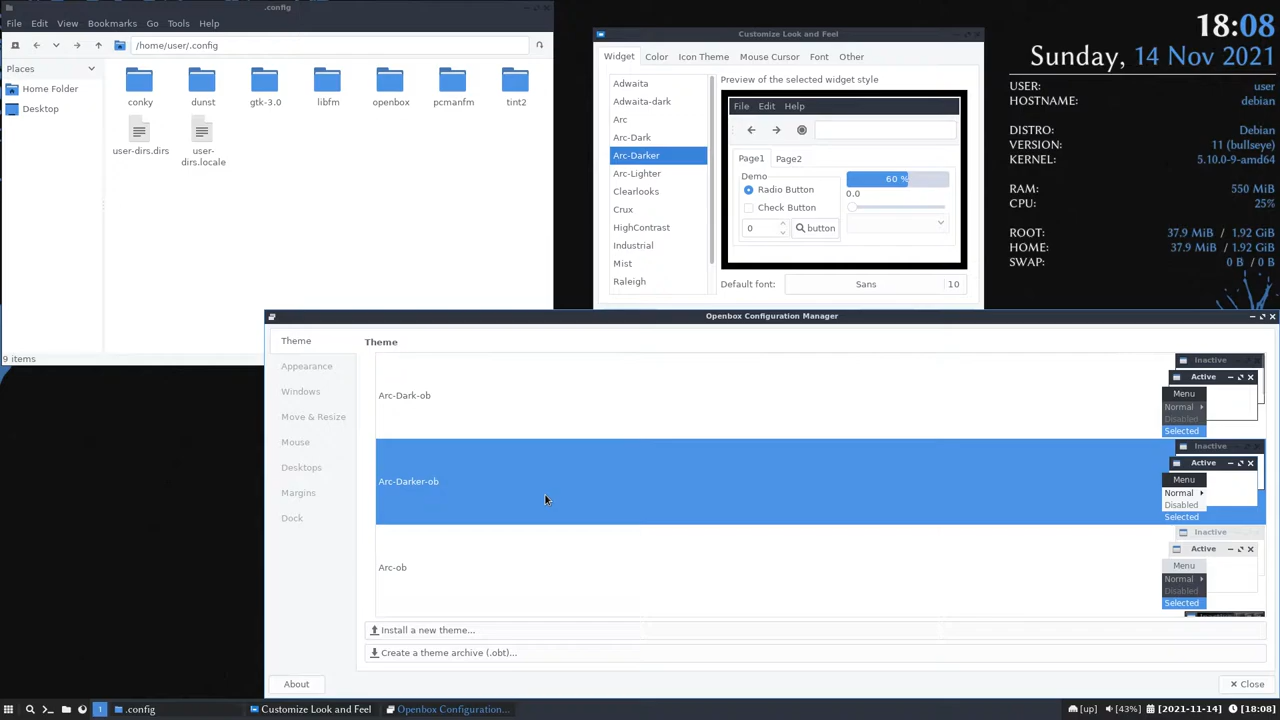 .config
File Edit View Bookmarks Go Tools Help
/home/user/.config
Places
Home Folder
Desktop
conky dunst gtk-3.0 libfm openbox pcmanfm tint2
user-dirs.dirs user-dirs.locale
9 items
Customize Look and Feel
Widget Color Icon Theme Mouse Cursor Font Other
Adwaita
Adwaita-dark
Arc
Arc-Dark
Arc-Darker
Arc-Lighter
Clearlooks
Crux
HighContrast
Industrial
Mist
Raleigh
Preview of the selected widget style
File Edit Help
Page1 Page2
Demo
Radio Button
Check Button
0 button
60 %
0.0
Default font: Sans 10
18:08
Sunday, 14 Nov 2021
USER: user
HOSTNAME: debian
DISTRO: Debian
VERSION: 11 (bullseye)
KERNEL: 5.10.0-9-amd64
RAM: 550 MiB
CPU: 25%
ROOT: 37.9 MiB / 1.92 GiB
HOME: 37.9 MiB / 1.92 GiB
SWAP: 0 B / 0 B
Openbox Configuration Manager
Theme
Appearance
Windows
Move & Resize
Mouse
Desktops
Margins
Dock
Theme
Arc-Dark-ob
Inactive
Active
Menu
Normal
Disabled
Selected
Arc-Darker-ob
Inactive
Active
Menu
Normal
Disabled
Selected
Arc-ob
Inactive
Active
Menu
Normal
Disabled
Selected
Install a new theme...
Create a theme archive (.obt)...
About
Close
1 .config Customize Look and Feel Openbox Configuration... [up] [43%] [2021-11-14] [18:08]